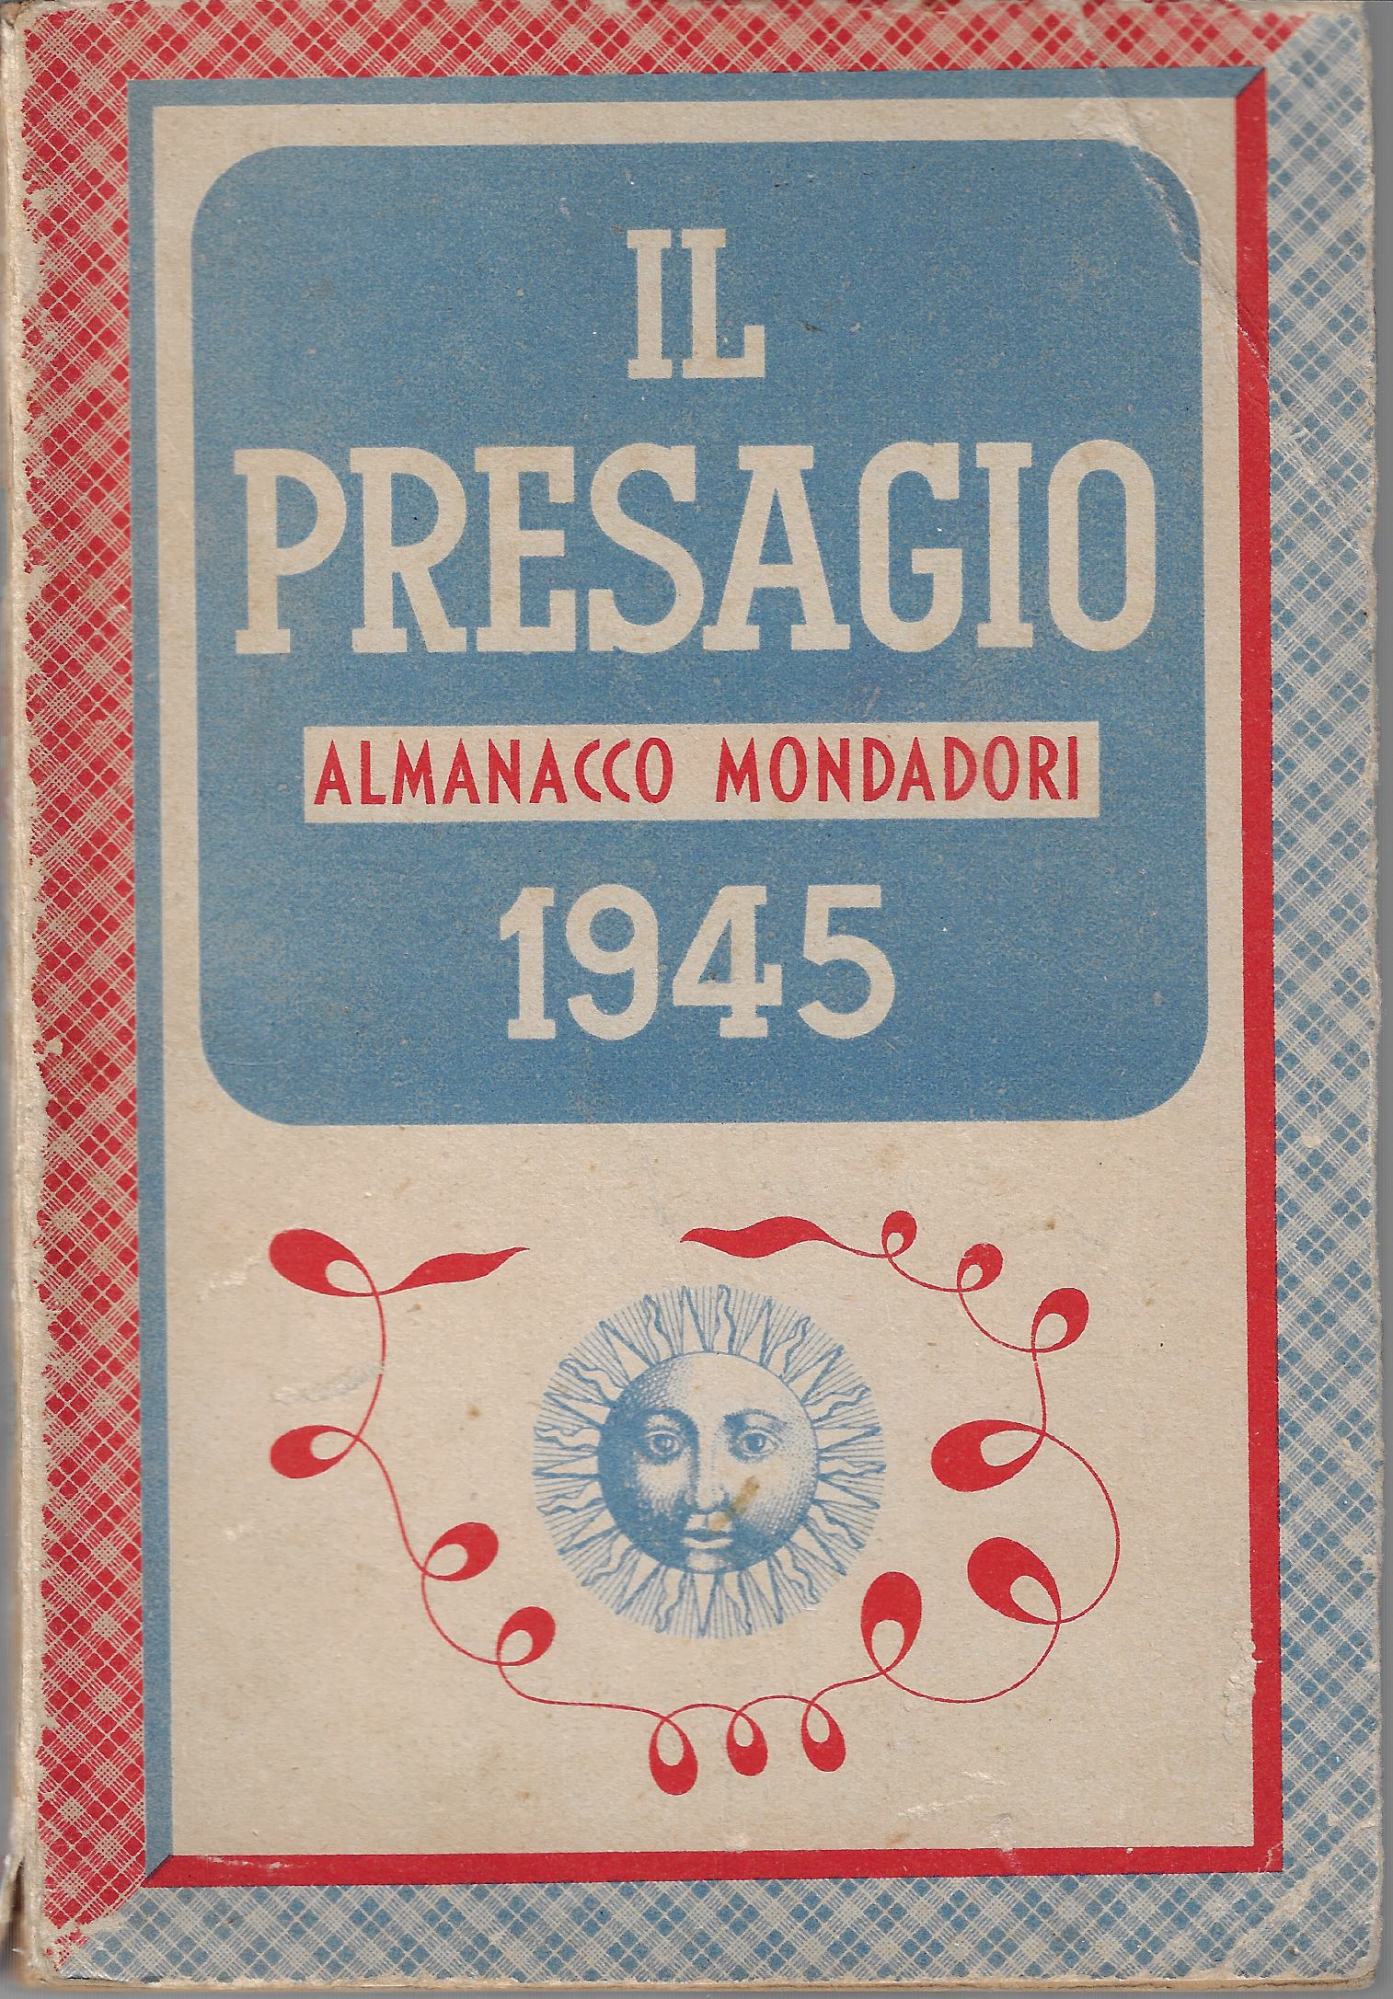 IL
PRESAGIO
ALMANACCO MONDADORI
1945